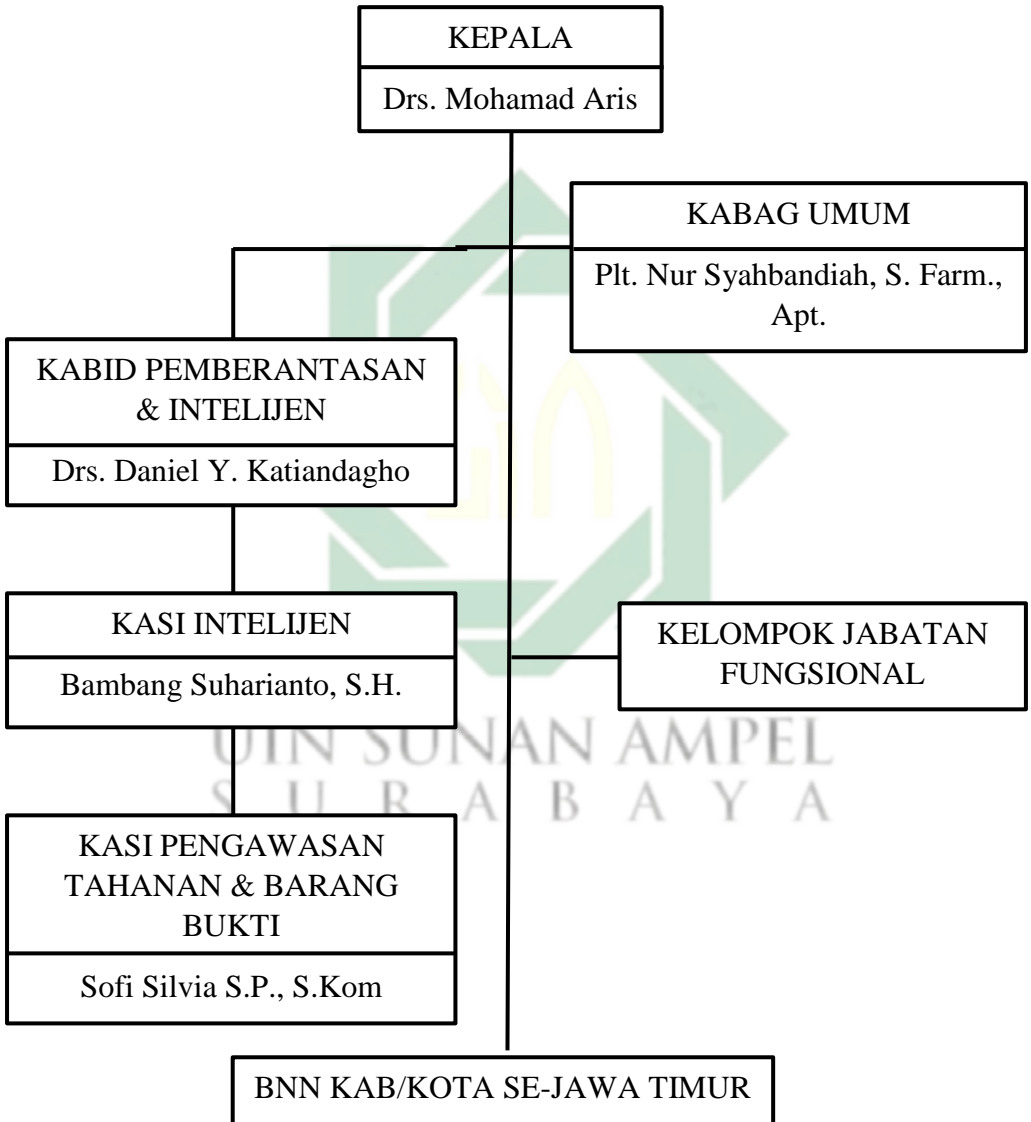 KEPALA
Drs. Mohamad Aris
KABAG UMUM
Plt. Nur Syahbandiah, S. Farm.,
Apt.
KABID PEMBERANTASAN
& INTELIJEN
Drs. Daniel Y. Katiandagho
KASI INTELIJEN
Bambang Suharianto, S.H.
KELOMPOK JABATAN
FUNGSIONAL
UIN SUNAN AMPEL
SURABAYA
KASI PENGAWASAN
TAHANAN & BARANG
BUKTI
Sofi Silvia S.P., S.Kom
BNN KAB/KOTA SE-JAWA TIMUR